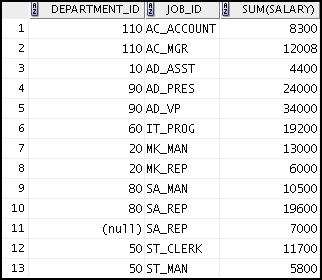 DEPARTMENT_ID JOB_ID SUM(SALARY)
1 110 AC_ACCOUNT 8300
2 110 AC_MGR 12008
3 10 AD_ASST 4400
4 90 AD_PRES 24000
5 90 AD_VP 34000
6 60 IT_PROG 19200
7 20 MK_MAN 13000
8 20 MK_REP 6000
9 80 SA_MAN 10500
10 80 SA_REP 19600
11 (null) SA_REP 7000
12 50 ST_CLERK 11700
13 50 ST_MAN 5800